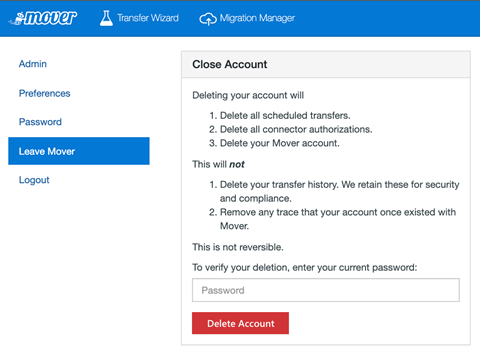 mover Transfer Wizard Migration Manager
Admin
Preferences
Password
Leave Mover
Logout
Close Account
Deleting your account will
1. Delete all scheduled transfers.
2. Delete all connector authorizations.
3. Delete your Mover account.
This will not
1. Delete your transfer history. We retain these for security
and compliance.
2. Remove any trace that your account once existed with
Mover.
This is not reversible.
To verify your deletion, enter your current password:
Password
Delete Account